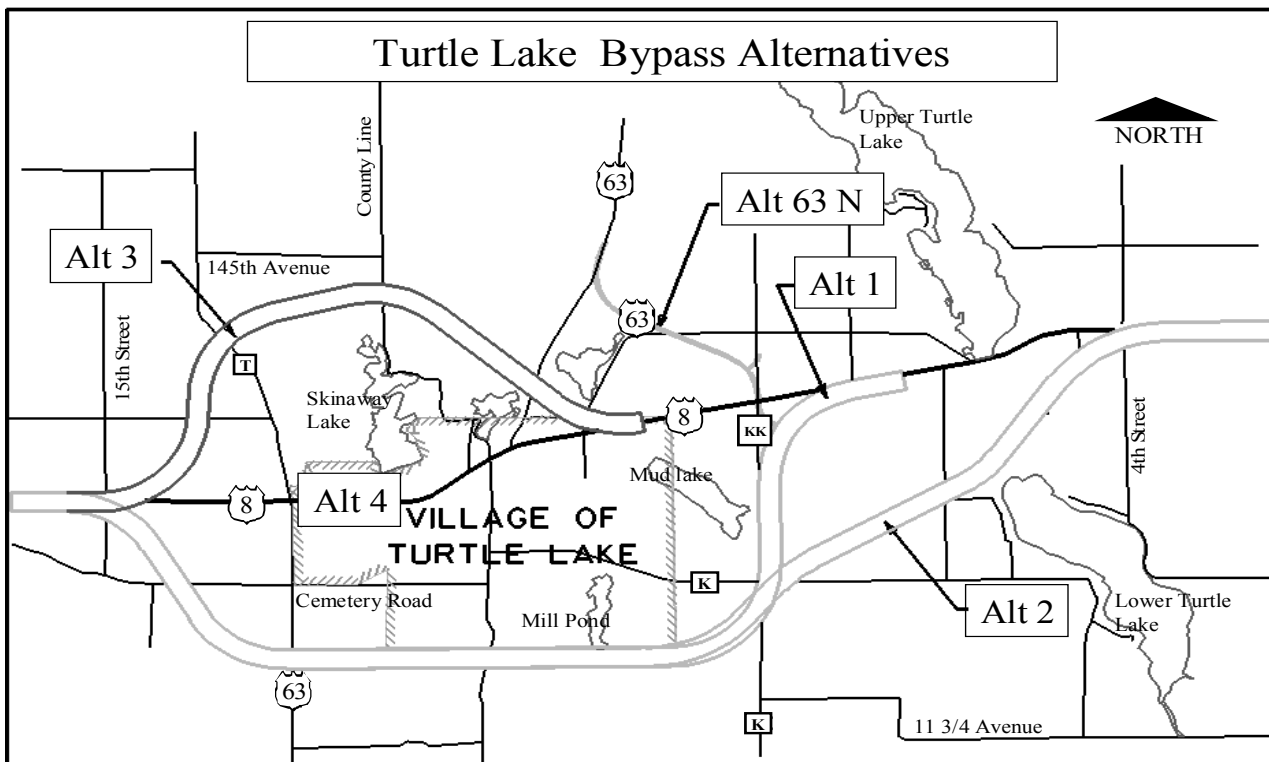 Turtle Lake Bypass Alternatives
Upper Turtle
Lake
NORTH
County Line
63
Alt 63 N
Alt 3
145th Avenue
Alt 1
63
15th Street
T
Skinaway
Lake
8
KK
4th Street
Mud lake
8
Alt 4
VILLAGE OF
TURTLE LAKE
K
Cemetery Road
Mill Pond
Alt 2
Lower Turtle
Lake
63
K
11 3/4 Avenue